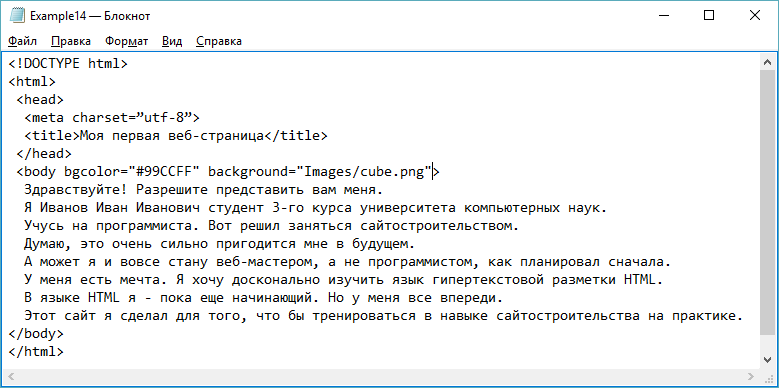 Example14 — Блокнот
Файл Правка Формат Вид Справка
<!DOCTYPE html>
<html>
<head>
<meta charset=”utf-8”>
<title>Моя первая веб-страница</title>
</head>
<body bgcolor="#99CCFF" background="Images/cube.png">
Здравствуйте! Разрешите представить вам меня.
Я Иванов Иван Иванович студент 3-го курса университета компьютерных наук.
Учусь на программиста. Вот решил заняться сайтостроительством.
Думаю, это очень сильно пригодится мне в будущем.
А может я и вовсе стану веб-мастером, а не программистом, как планировал сначала.
У меня есть мечта. Я хочу досконально изучить язык гипертекстовой разметки HTML.
В языке HTML я - пока еще начинающий. Но у меня все впереди.
Этот сайт я сделал для того, что бы тренироваться в навыке сайтостроительства на практике.
</body>
</html>